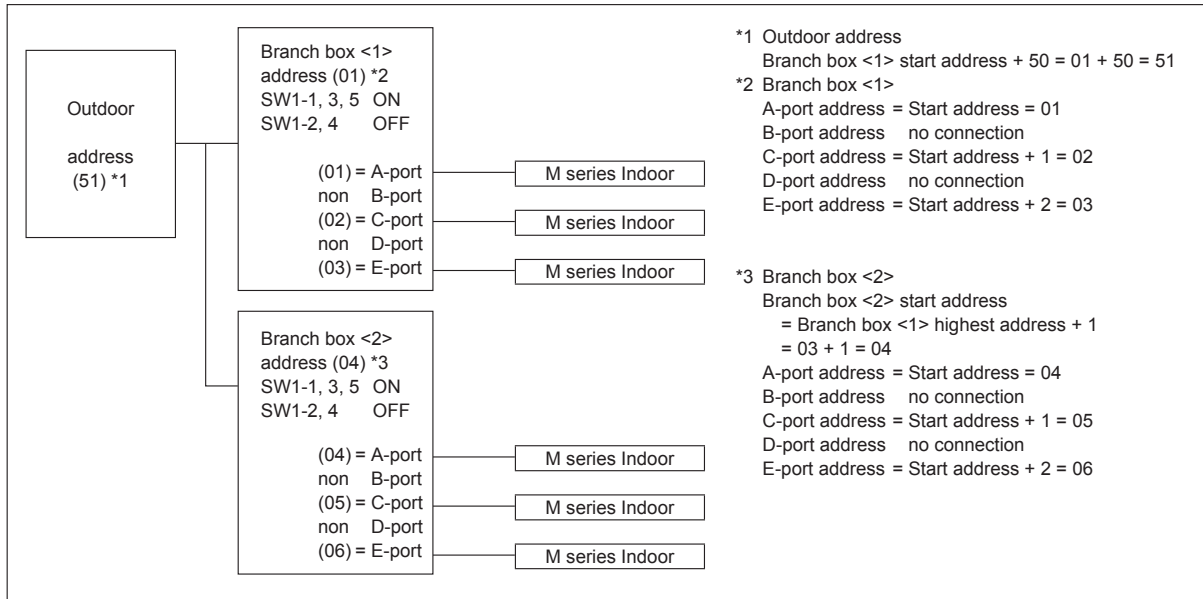 Outdoor
address
(51) *1
Branch box <1>
address (01) *2
SW1-1, 3, 5 ON
SW1-2, 4 OFF
(01) = A-port
non B-port
(02) = C-port
non D-port
(03) = E-port
M series Indoor
M series Indoor
M series Indoor
Branch box <2>
address (04) *3
SW1-1, 3, 5 ON
SW1-2, 4 OFF
(04) = A-port
non B-port
(05) = C-port
non D-port
(06) = E-port
M series Indoor
M series Indoor
M series Indoor
*1 Outdoor address
Branch box <1> start address + 50 = 01 + 50 = 51
*2 Branch box <1>
A-port address = Start address = 01
B-port address no connection
C-port address = Start address + 1 = 02
D-port address no connection
E-port address = Start address + 2 = 03
*3 Branch box <2>
Branch box <2> start address
= Branch box <1> highest address + 1
= 03 + 1 = 04
A-port address = Start address = 04
B-port address no connection
C-port address = Start address + 1 = 05
D-port address no connection
E-port address = Start address + 2 = 06